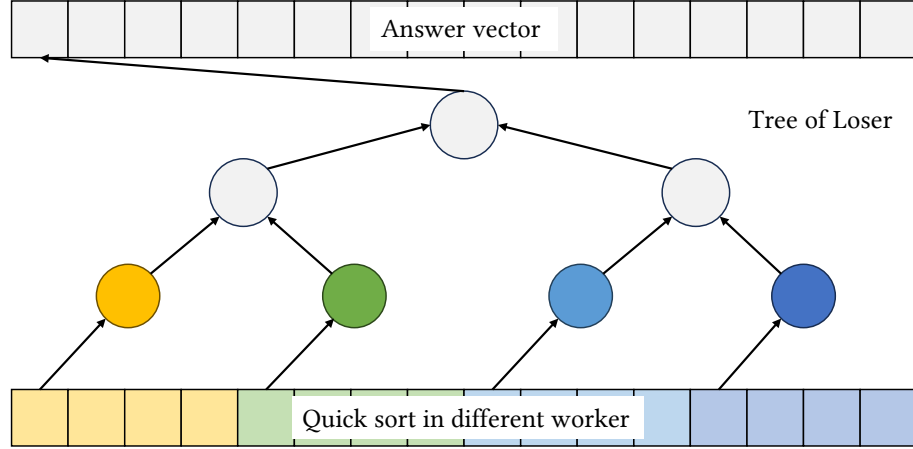 Answer vector
Tree of Loser
Quick sort in different worker